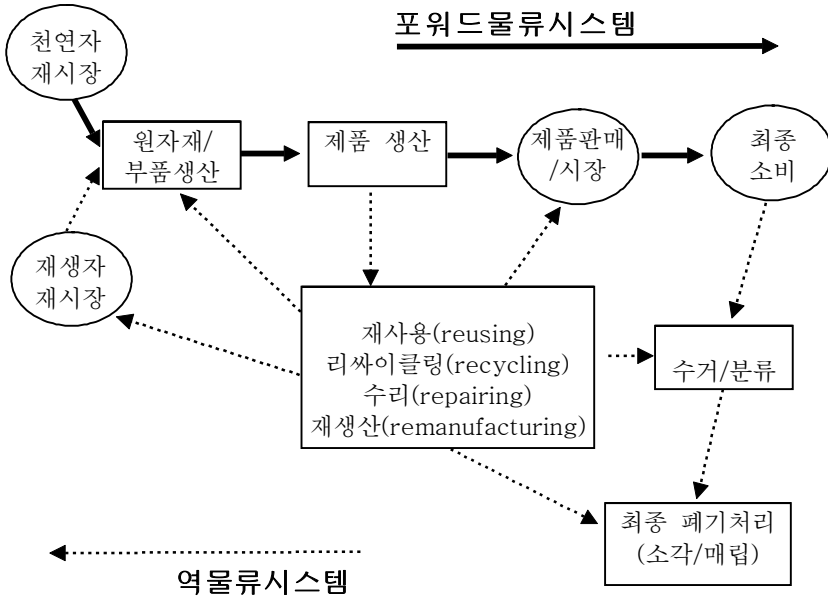 포워드물류시스템
천연자
재시장
원자재/
부품생산
제품 생산
제품판매
/시장
최종
소비
재생자
재시장
재사용(reusing)
리싸이클링(recycling)
수리(repairing)
재생산(remanufacturing)
수거/분류
최종 폐기처리
(소각/매립)
역물류시스템